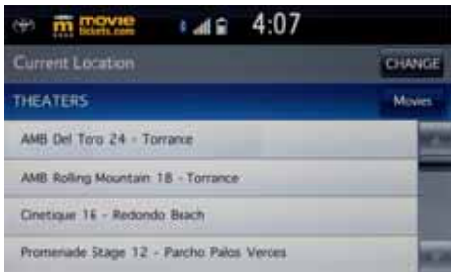 movie
tickets.com
4:07
Current Location
CHANGE
THEATERS
Movies
AMB Del Toro 24 - Torrance
AMB Rolling Mountain 18 - Torrance
Cinetique 16 - Redondo Beach
Promenade Stage 12 - Parcho Palos Verces